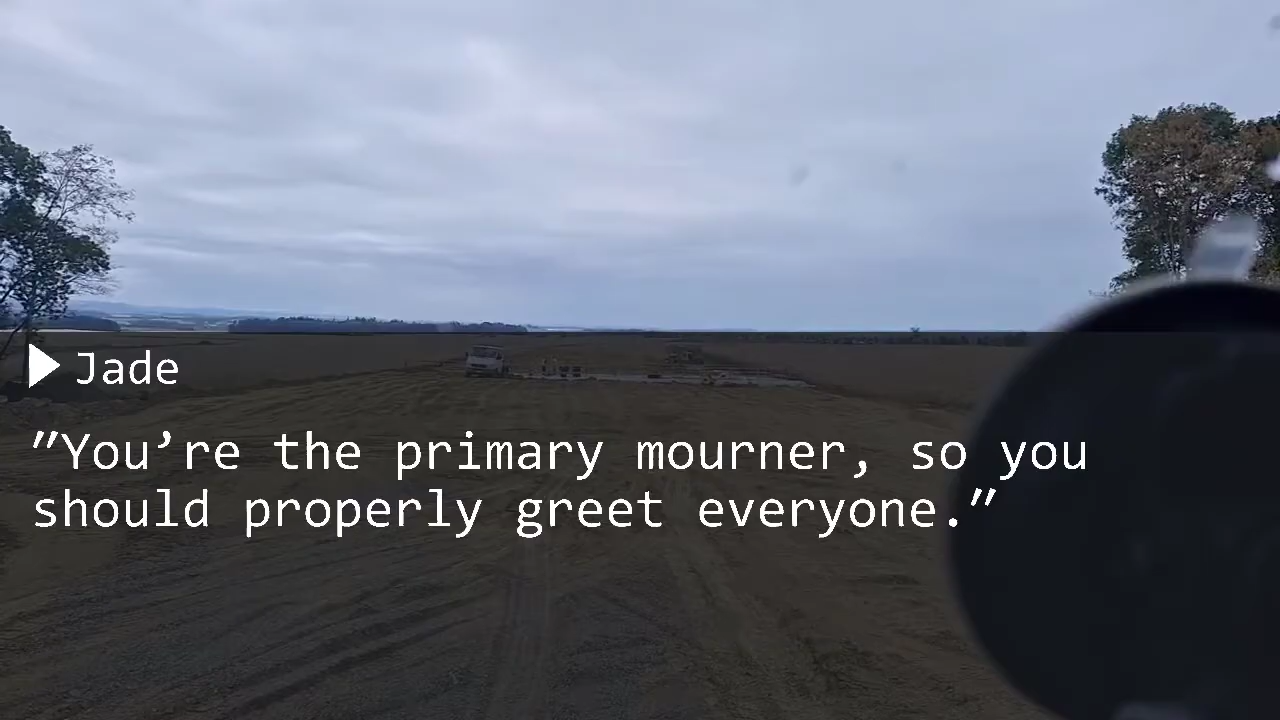 Jade
”You’re the primary mourner, so you
should properly greet everyone.”